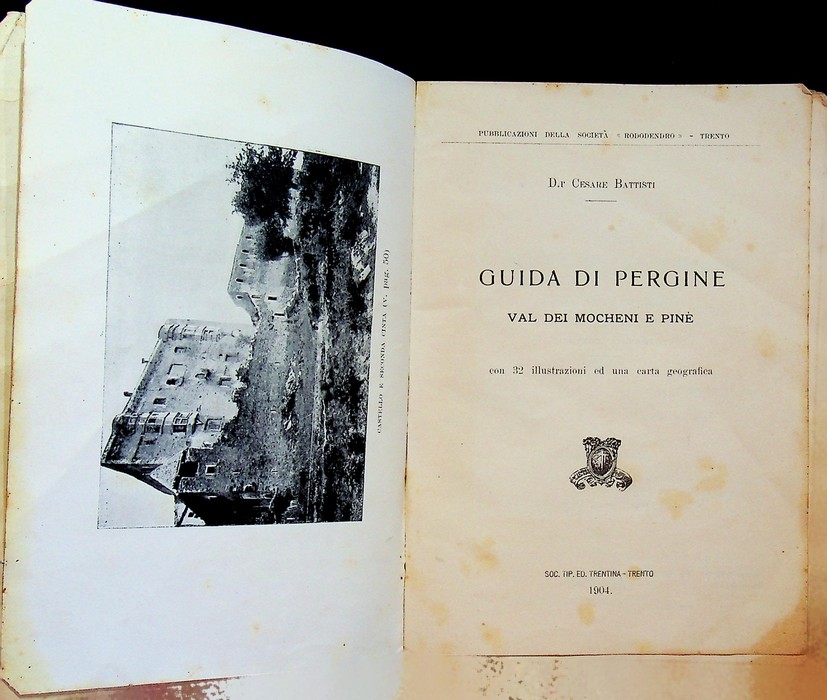 CASTELLO E SECONDA CINTA (v. pag. 50)
PUBBLICAZIONI DELLA SOCIETÀ « RODODENDRO » - TRENTO
D.r CESARE BATTISTI
GUIDA DI PERGINE
VAL DEI MOCHENI E PINÈ
con 32 illustrazioni ed una carta geografica
SOC. TIP. ED. TRENTINA - TRENTO
1904.